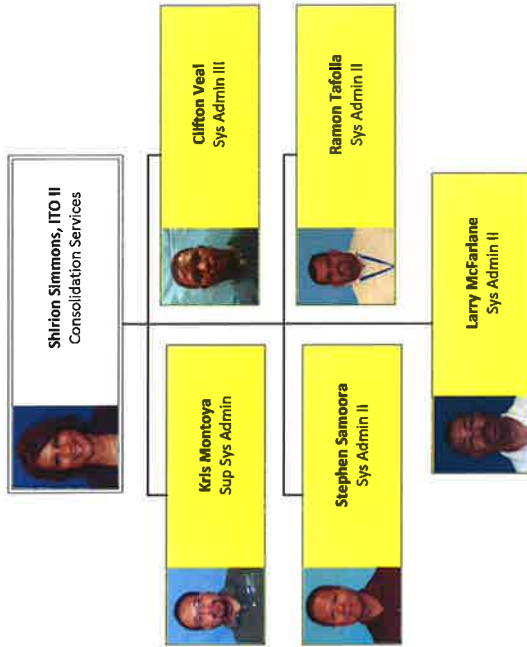 Shirion Simmons, ITO II
Consolidation Services
Kris Montoya
Sup Sys Admin
Clifton Veal
Sys Admin III
Stephen Samoora
Sys Admin II
Ramon Tafolla
Sys Admin II
Larry McFarlane
Sys Admin II